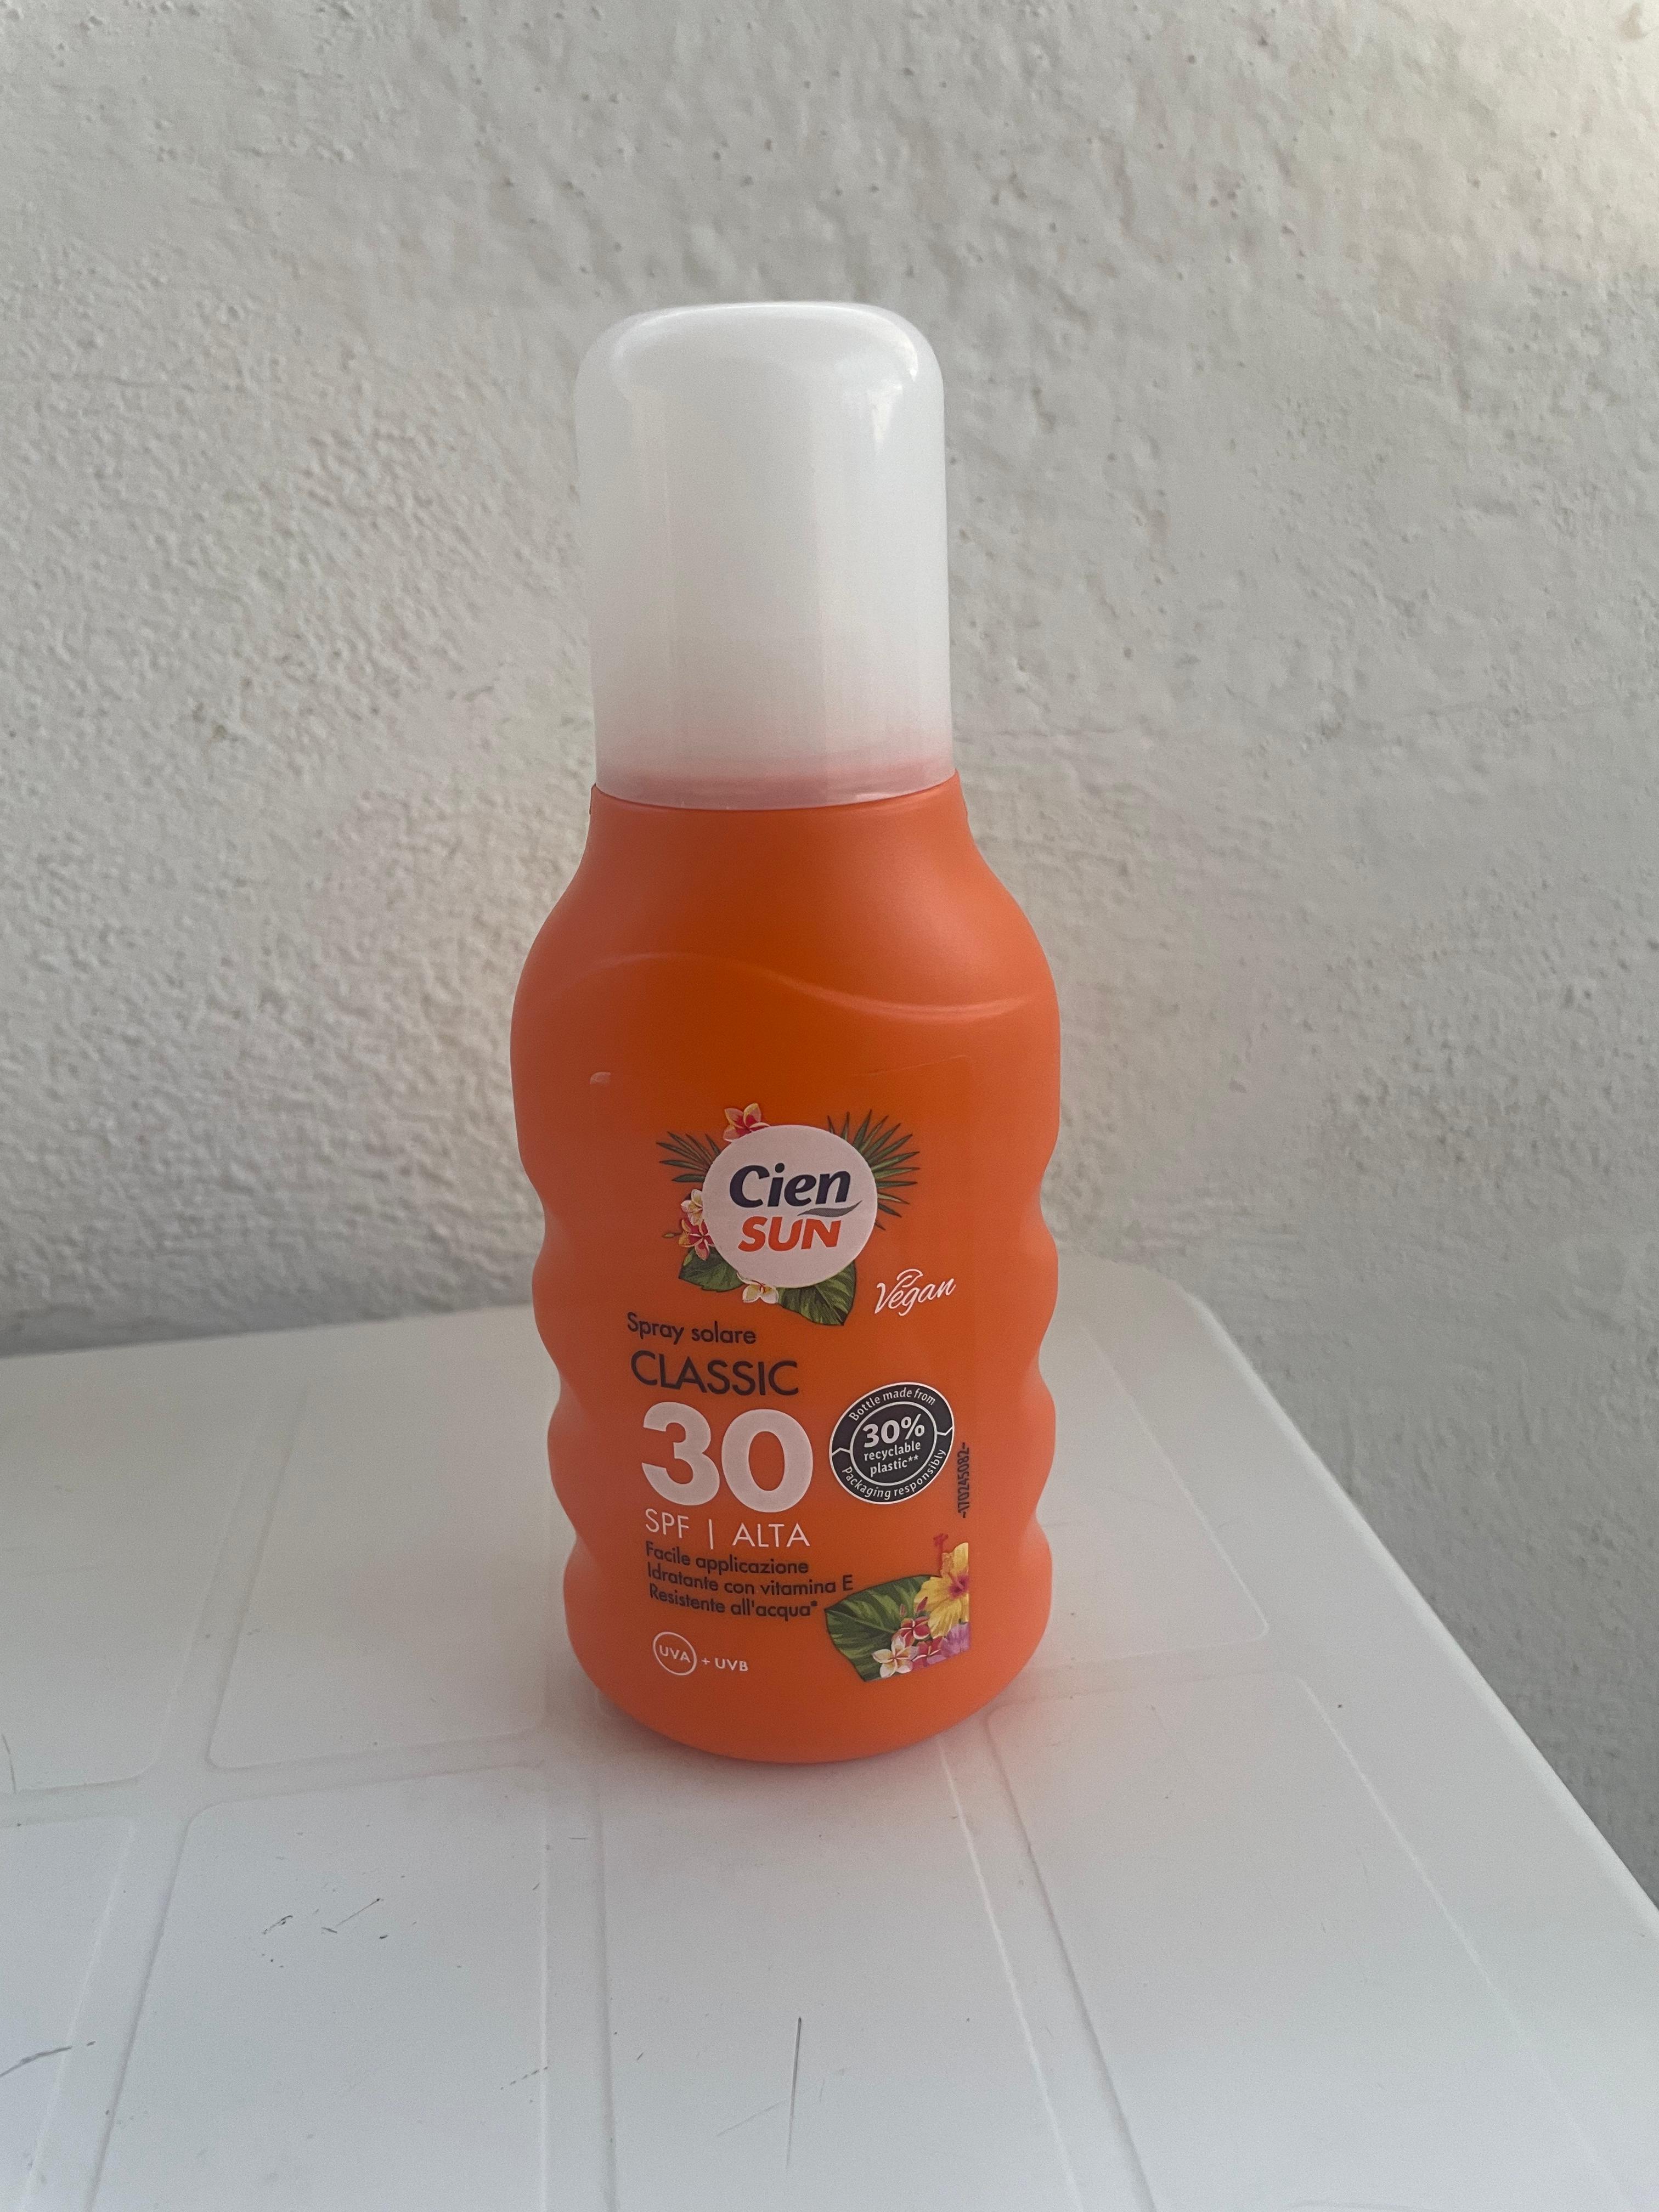 Cien
SUN
Vegan
Spray solare
CLASSIC
30
SPF | ALTA
Bottle made from
30%
recyclable
plastic**
Packaging responsibly
-170245082-
Facile applicazione
Idratante con vitamina E
Resistente all'acqua*
UVA + UVB